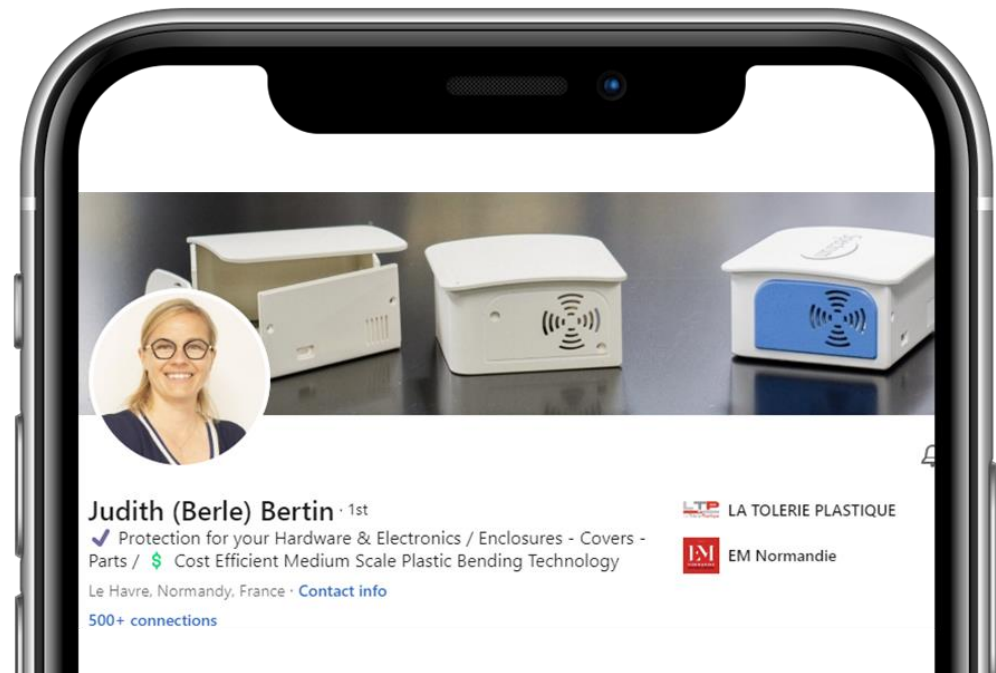 Judith (Berle) Bertin · 1st
✔ Protection for your Hardware & Electronics / Enclosures - Covers -
Parts / $ Cost Efficient Medium Scale Plastic Bending Technology
Le Havre, Normandy, France · Contact info
500+ connections
LTP LA TOLERIE PLASTIQUE
EM EM Normandie